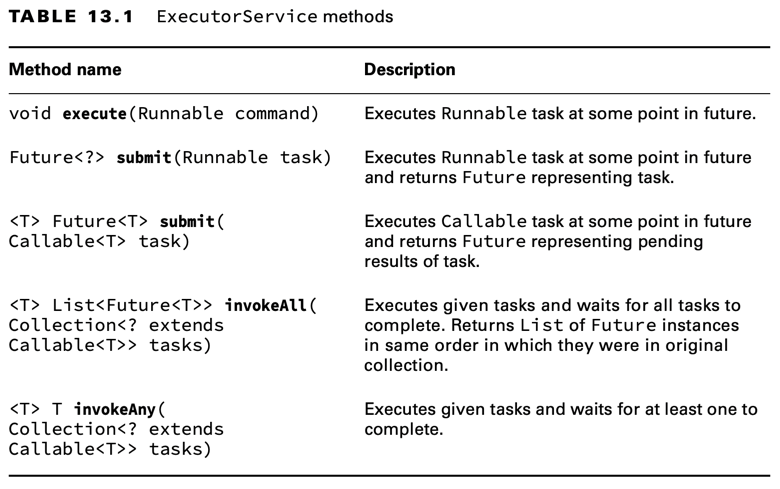 TABLE 13.1 ExecutorService methods
Method name Description
void execute(Runnable command) Executes Runnable task at some point in future.
Future<?> submit(Runnable task) Executes Runnable task at some point in future
and returns Future representing task.
<T> Future<T> submit( Executes Callable task at some point in future
Callable<T> task) and returns Future representing pending
results of task.
<T> List<Future<T>> invokeAll( Executes given tasks and waits for all tasks to
Collection<? extends complete. Returns List of Future instances
Callable<T>> tasks) in same order in which they were in original
collection.
<T> T invokeAny( Executes given tasks and waits for at least one to
Collection<? extends complete.
Callable<T>> tasks)